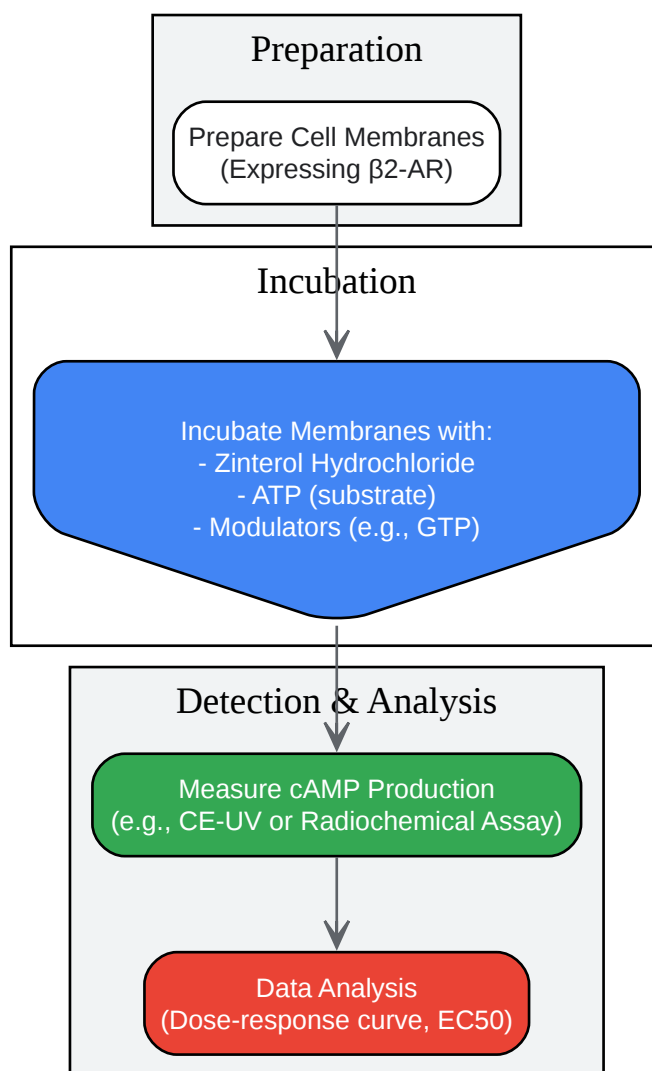 Preparation
Prepare Cell Membranes
(Expressing β2-AR)
Incubation
Incubate Membranes with:
- Zinterol Hydrochloride
- ATP (substrate)
- Modulators (e.g., GTP)
Detection & Analysis
Measure cAMP Production
(e.g., CE-UV or Radiochemical Assay)
Data Analysis
(Dose-response curve, EC50)